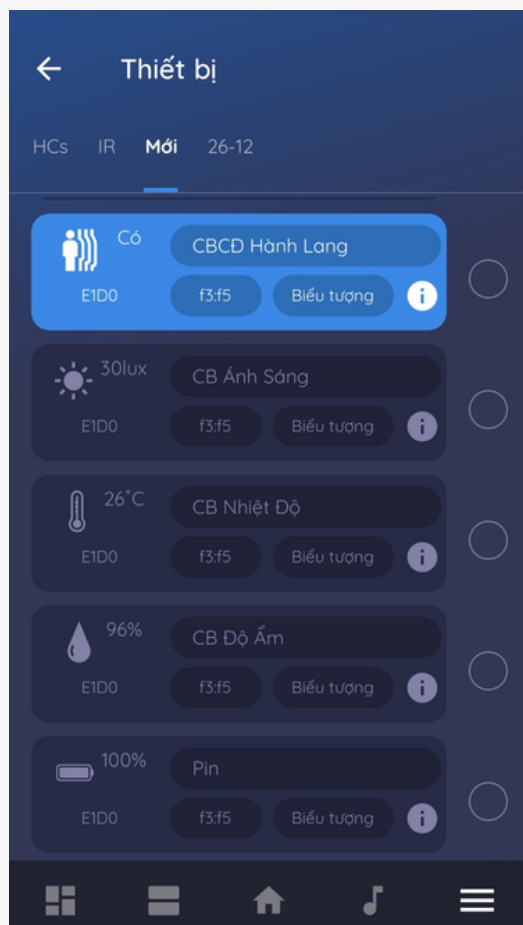 Thiết bị
HCs IR Mới 26-12
Có
CBCĐ Hành Lang
E1D0 f3:f5 Biểu tượng i
30lux
CB Ánh Sáng
E1D0 f3:f5 Biểu tượng i
26°C
CB Nhiệt Độ
E1D0 f3:f5 Biểu tượng i
96%
CB Độ Ẩm
E1D0 f3:f5 Biểu tượng i
100%
Pin
E1D0 f3:f5 Biểu tượng i